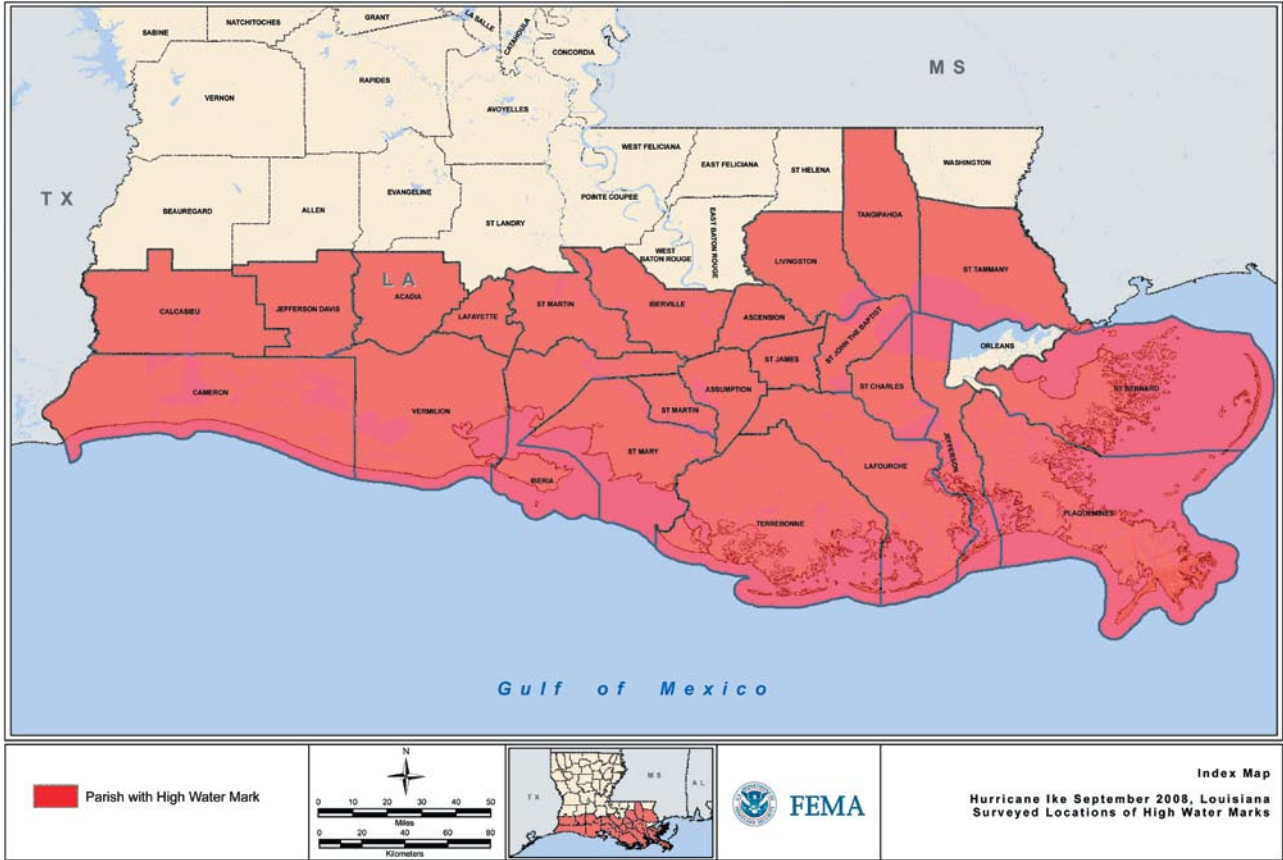 SABINE
NATCHITOCHES
GRANT
LA SALLE
CATAHOULA
CONCORDIA
VERNON
RAPIDES
AVOYELLES
MS
TX
BEAUREGARD
ALLEN
EVANGELINE
ST LANDRY
POINTE COUPEE
WEST FELICIANA
EAST FELICIANA
ST HELENA
WASHINGTON
TANGIPAHOA
WEST
BATON ROUGE
EAST BATON ROUGE
LIVINGSTON
ST TAMMANY
LA
CALCASIEU
JEFFERSON DAVIS
ACADIA
LAFAYETTE
ST MARTIN
IBERVILLE
ASCENSION
ST JOHN THE BAPTIST
ORLEANS
ST JAMES
ST BERNARD
CAMERON
VERMILION
ASSUMPTION
ST CHARLES
ST MARTIN
ST MARY
LAFOURCHE
JEFFERSON
IBERIA
TERREBONNE
PLAQUEMINES
Gulf of Mexico
Parish with High Water Mark
N
0 10 20 30 40 50
Miles
0 20 40 60 80
Kilometers
TX
MS
AL
FEMA
Index Map
Hurricane Ike September 2008, Louisiana
Surveyed Locations of High Water Marks